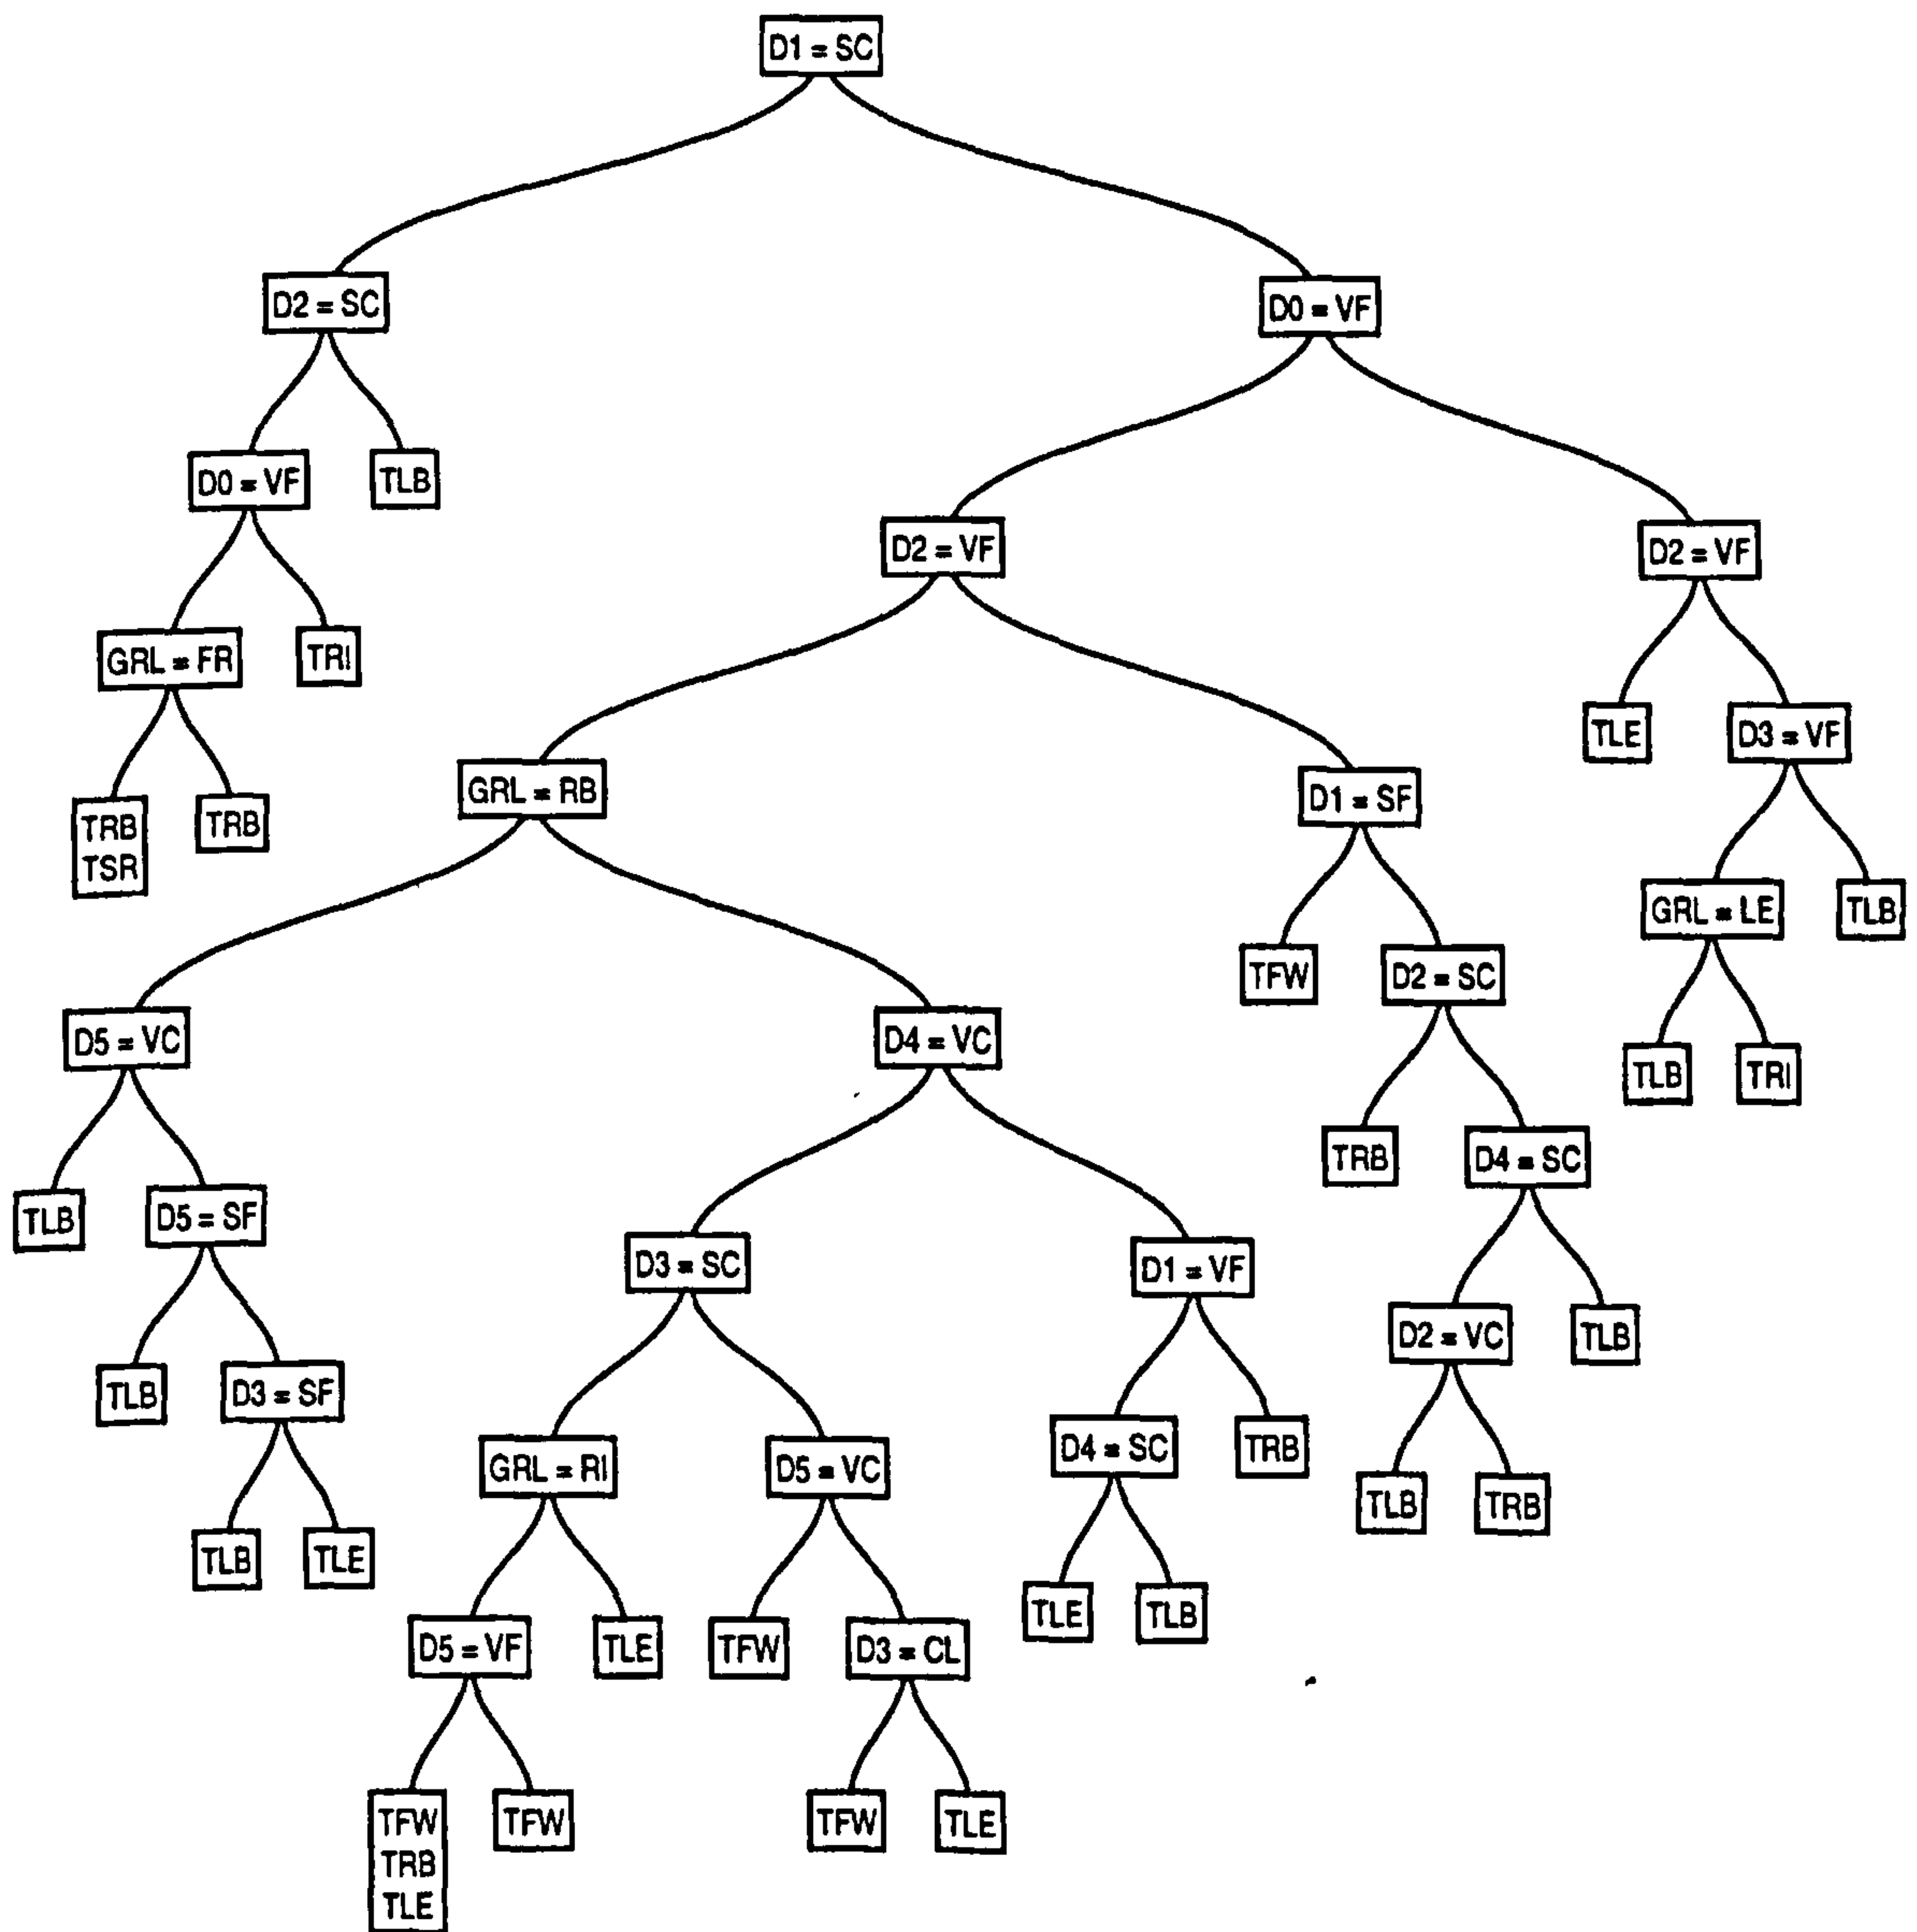 D1 = SC
D2 = SC
D0 = VF
D0 = VF
TLB
D2 = VF
D2 = VF
GRL = FR
TRI
TLE
D3 = VF
GRL = RB
D1 = SF
TRB
TSR
TRB
GRL = LE
TLB
TFW
D2 = SC
D5 = VC
D4 = VC
TLB
TRI
TRB
D4 = SC
TLB
D5 = SF
D3 = SC
D1 = VF
D2 = VC
TLB
TLB
D3 = SF
GRL = RI
D5 = VC
D4 = SC
TRB
TLB
TRB
TLB
TLE
TLE
TLB
D5 = VF
TLE
TFW
D3 = CL
TFW
TRB
TLE
TFW
TFW
TLE